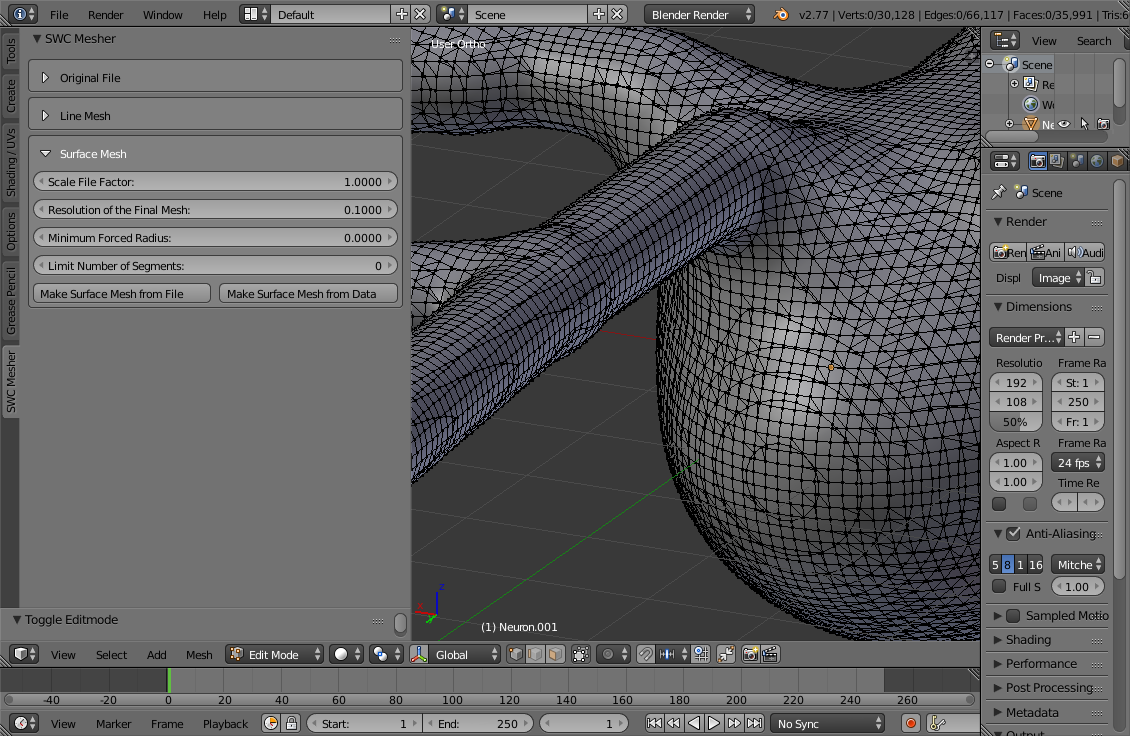 File Render Window Help Default Scene Blender Render v2.77 | Verts:0/30,128 | Edges:0/66,117 | Faces:0/35,991 | Tris:6
Tools
Create
Shading / UVs
Options
Grease Pencil
SWC Mesher
SWC Mesher
Original File
Line Mesh
Surface Mesh
Scale File Factor: 1.0000
Resolution of the Final Mesh: 0.1000
Minimum Forced Radius: 0.0000
Limit Number of Segments: 0
Make Surface Mesh from File Make Surface Mesh from Data
Toggle Editmode
User Ortho
z
(1) Neuron.001
View Select Add Mesh Edit Mode Global
-40 -20 0 20 40 60 80 100 120 140 160 180 200 220 240 260
View Marker Frame Playback Start: 1 End: 250 1 No Sync
View Search
Scene
Re
Wo
Ne
Scene
Render
Ren Ani Audi
Displ Image
Dimensions
Render Pr...
Resolutio Frame Ra
192 St: 1
108 250
50% Fr: 1
Aspect R Frame Ra
1.00 24 fps
1.00 Time Re
Anti-Aliasing
5 8 1 16 Mitche
Full S 1.00
Sampled Motio
Shading
Performance
Post Processing
Metadata
Output